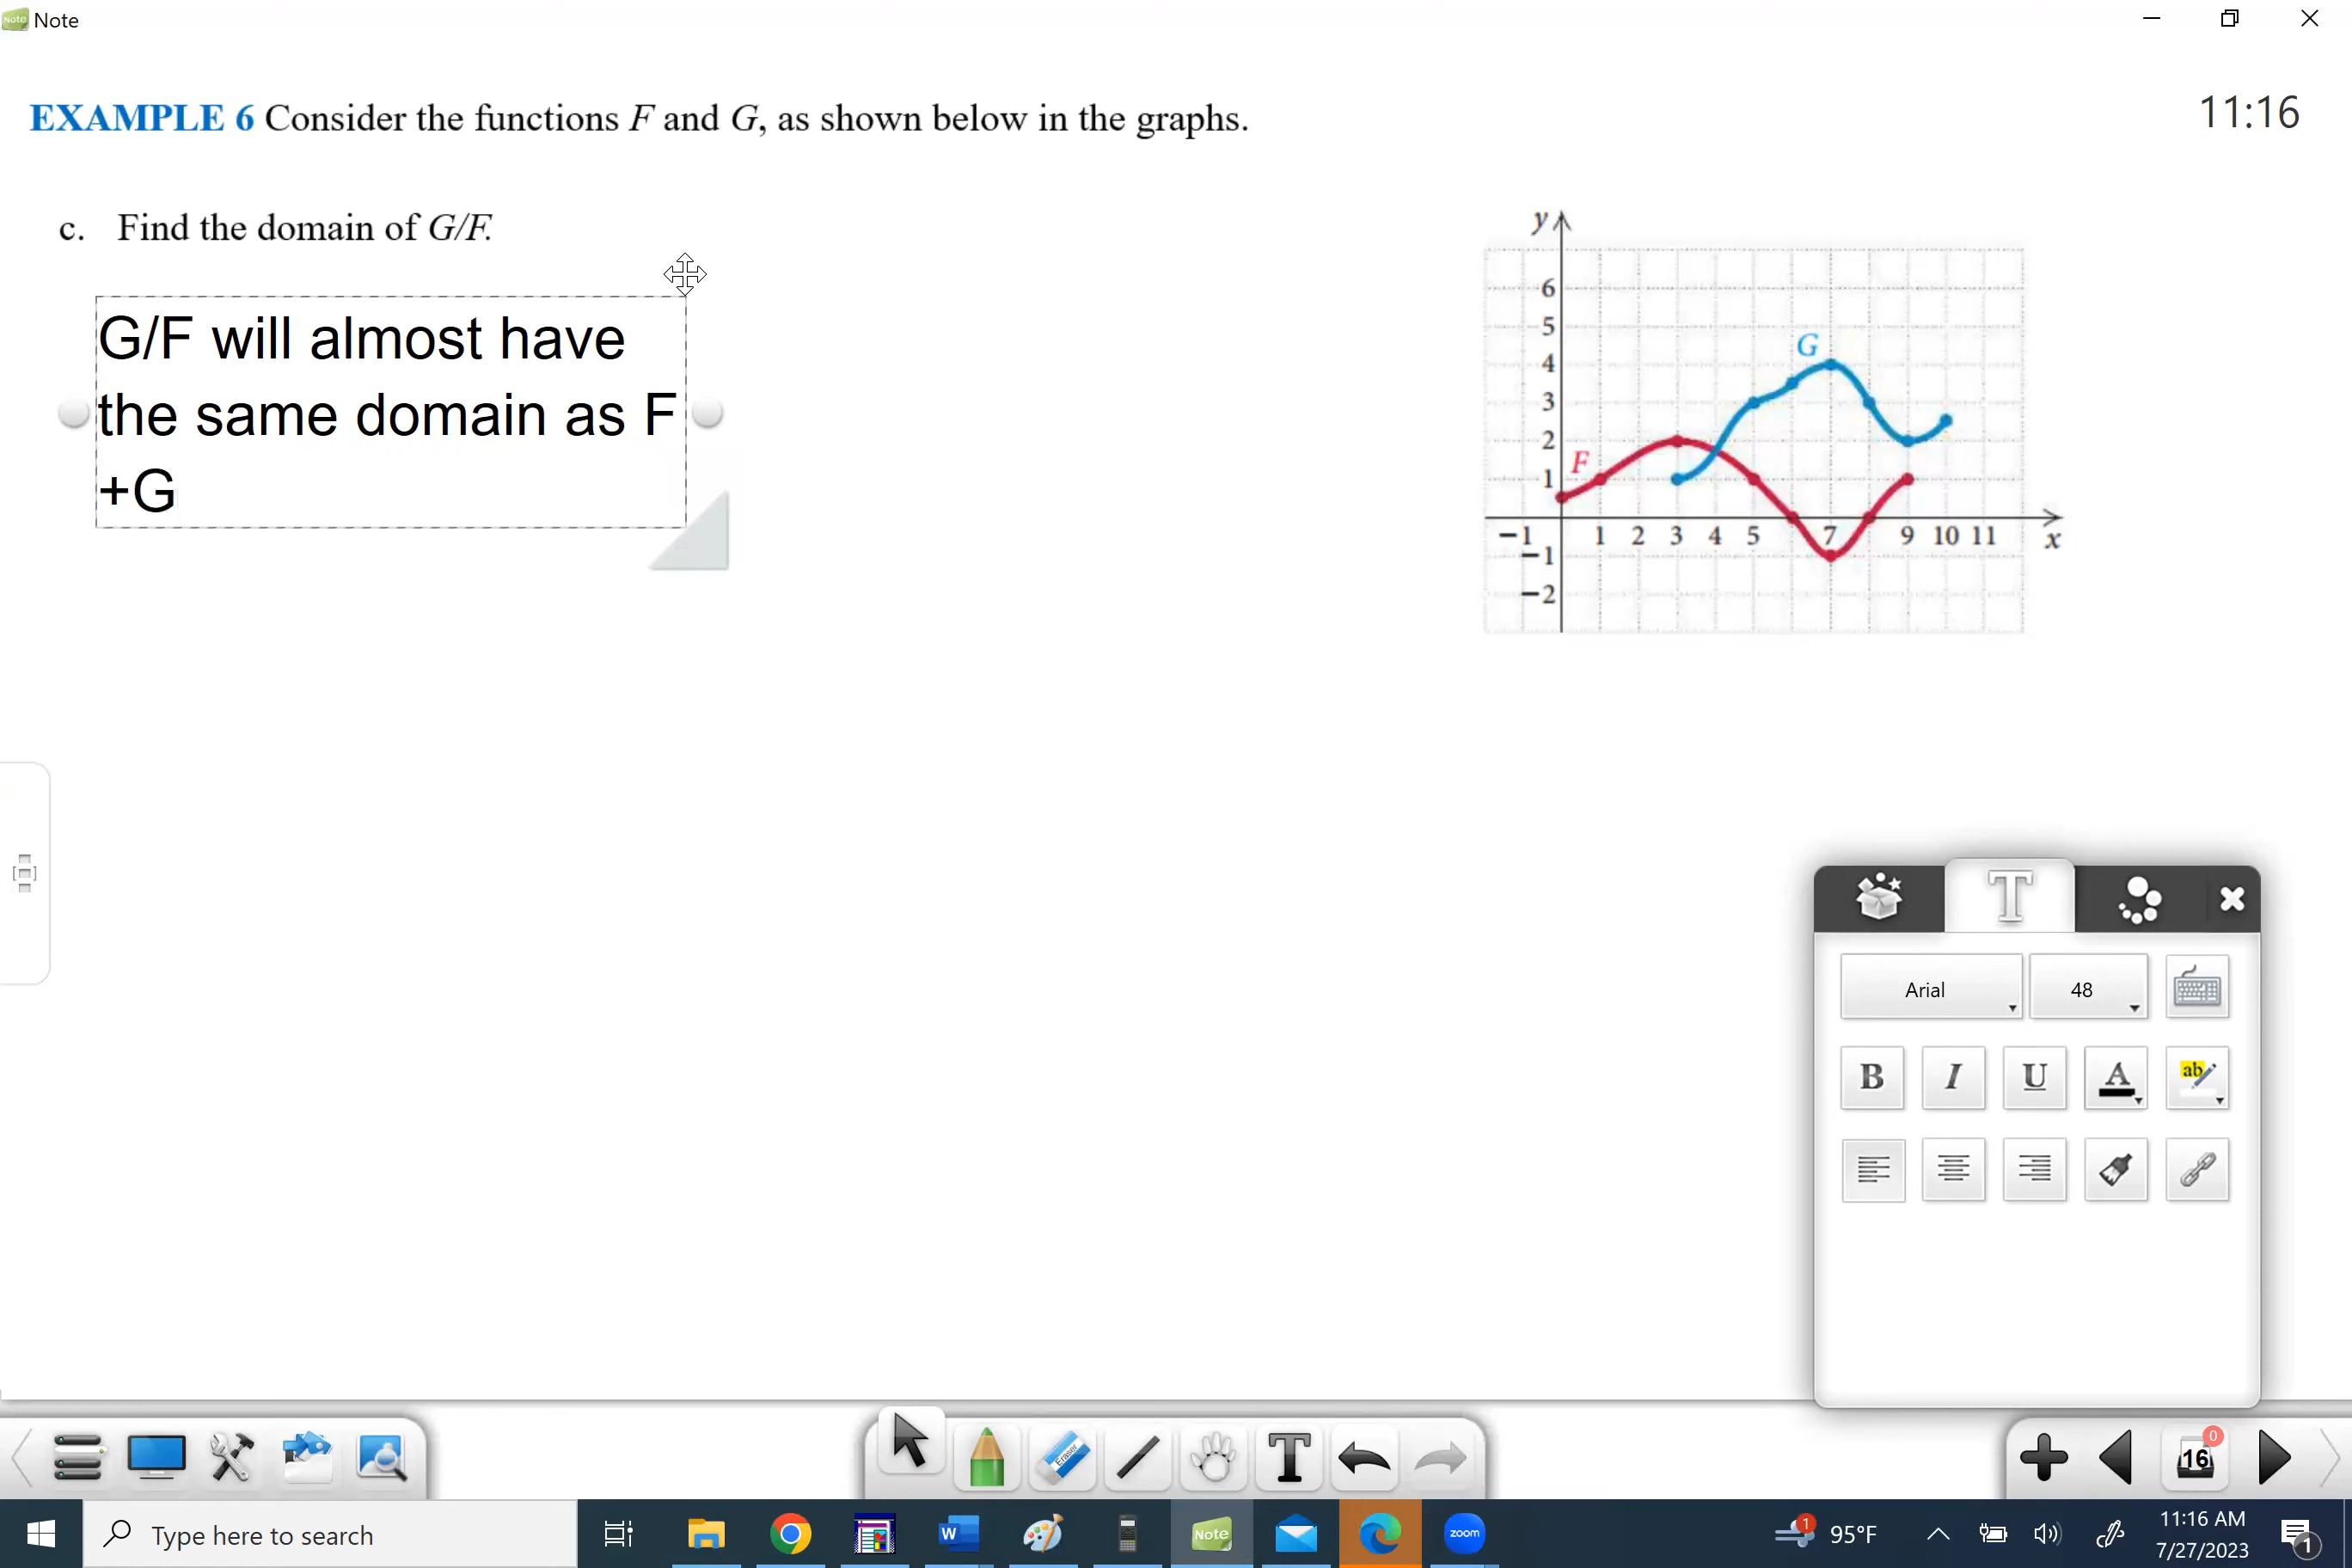 Note
EXAMPLE 6 Consider the functions F and G, as shown below in the graphs.
11:16
c. Find the domain of G/F.
G/F will almost have
the same domain as F
+G
y
6
5
4
3
2
1
G
F
−1 1 2 3 4 5 7 9 10 11
x
−1
−2
Arial
48
B I U A ab
Eraser
T
16
0
Type here to search
W
Note
zoom
1
95°F
11:16 AM
7/27/2023
1